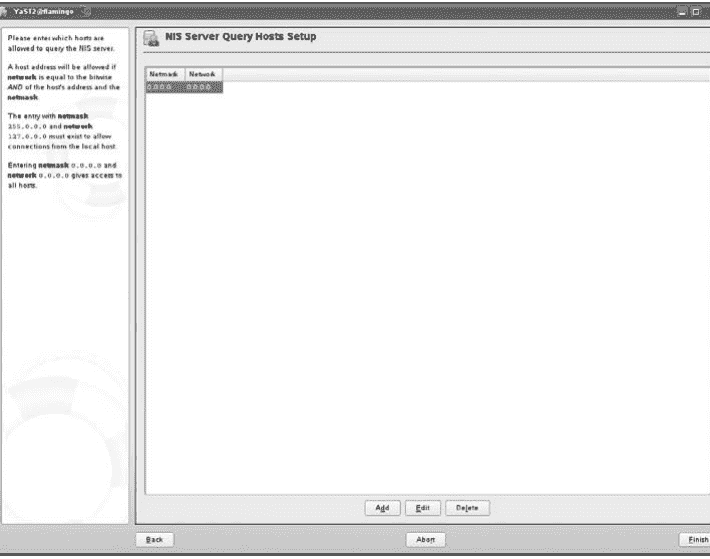 YaST2@flamingo
Please enter which hosts are
allowed to query the NIS server.
A host address will be allowed if
network is equal to the bitwise
AND of the host's address and the
netmask.
The entry with netmask
255.0.0.0 and network
127.0.0.0 must exist to allow
connections from the local host.
Entering netmask 0.0.0.0 and
network 0.0.0.0 gives access to
all hosts.
NIS Server Query Hosts Setup
Netmask Network
0.0.0.0 0.0.0.0
Add Edit Delete
Back Abort Finish